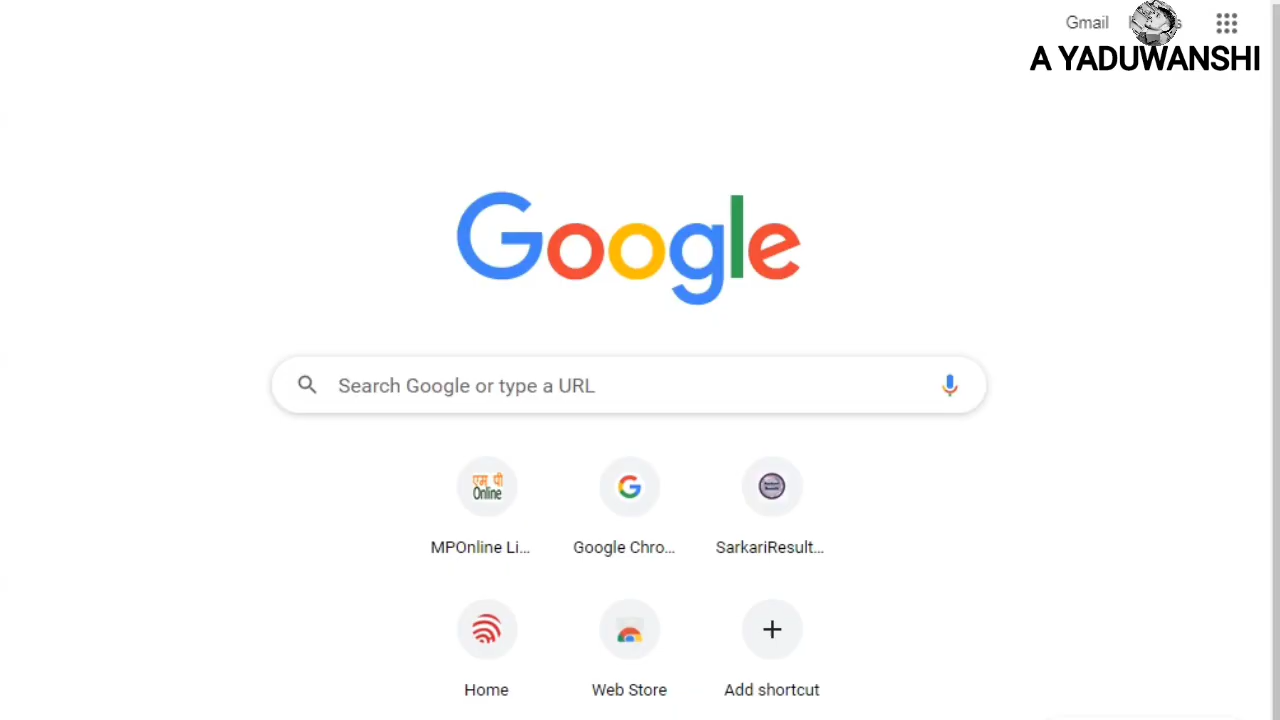 Gmail
A YADUWANSHI
Google
Search Google or type a URL
एम पी
Online
MPOnline Li...
Google Chro...
SarkariResult...
Home
Web Store
Add shortcut